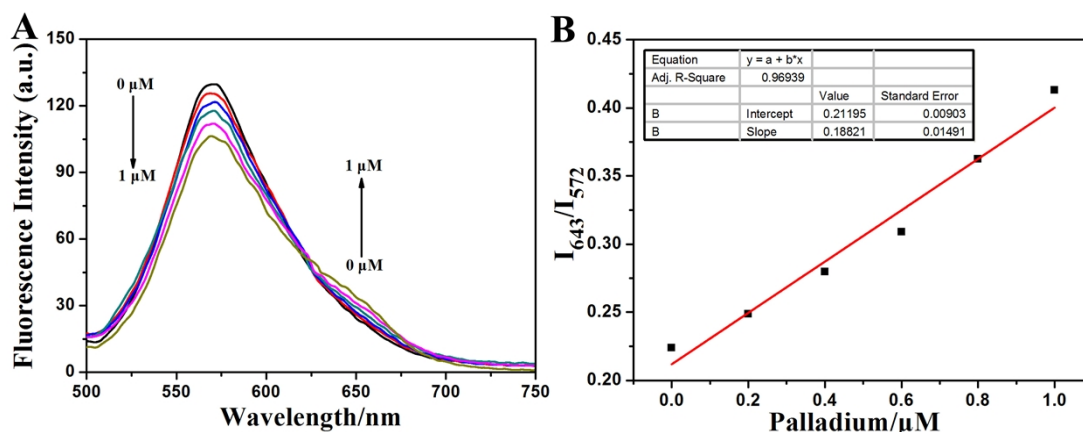 A
Fluorescence Intensity (a.u.)
150
120
90
60
30
0
0 µM
1 µM
1 µM
0 µM
500 550 600 650 700 750
Wavelength/nm
B
I643/I572
0.45
0.40
0.35
0.30
0.25
0.20
Equation y = a + b*x
Adj. R-Square 0.96939
Value Standard Error
B Intercept 0.21195 0.00903
B Slope 0.18821 0.01491
0.0 0.2 0.4 0.6 0.8 1.0
Palladium/µM